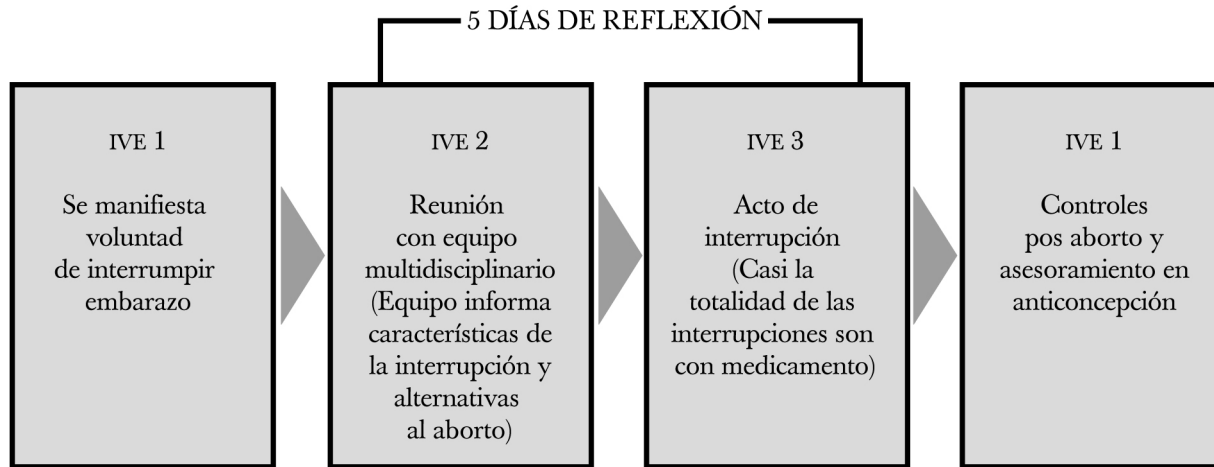 5 DÍAS DE REFLEXIÓN
IVE 1
Se manifiesta
voluntad
de interrumpir
embarazo
IVE 2
Reunión
con equipo
multidisciplinario
(Equipo informa
características de
la interrupción y
alternativas
al aborto)
IVE 3
Acto de
interrupción
(Casi la
totalidad de las
interrupciones son
con medicamento)
IVE 1
Controles
pos aborto y
asesoramiento en
anticoncepción